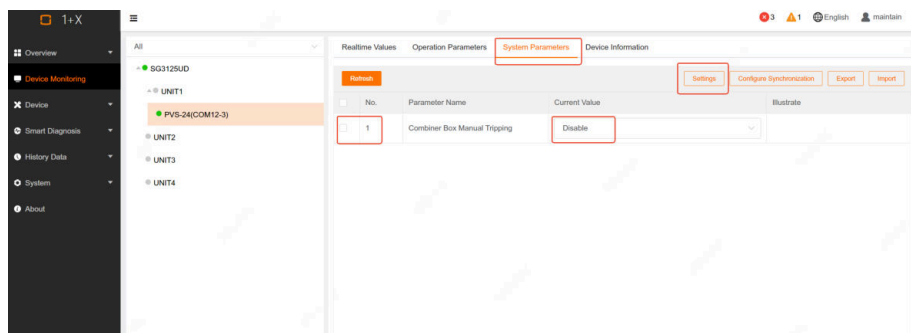 1+X
3 1 English maintain
Overview
Device Monitoring
Device
Smart Diagnosis
History Data
System
About
All
SG3125UD
UNIT1
PVS-24(COM12-3)
UNIT2
UNIT3
UNIT4
Realtime Values Operation Parameters System Parameters Device Information
Refresh Settings Configure Synchronization Export Import
No. Parameter Name Current Value Illustrate
1 Combiner Box Manual Tripping Disable